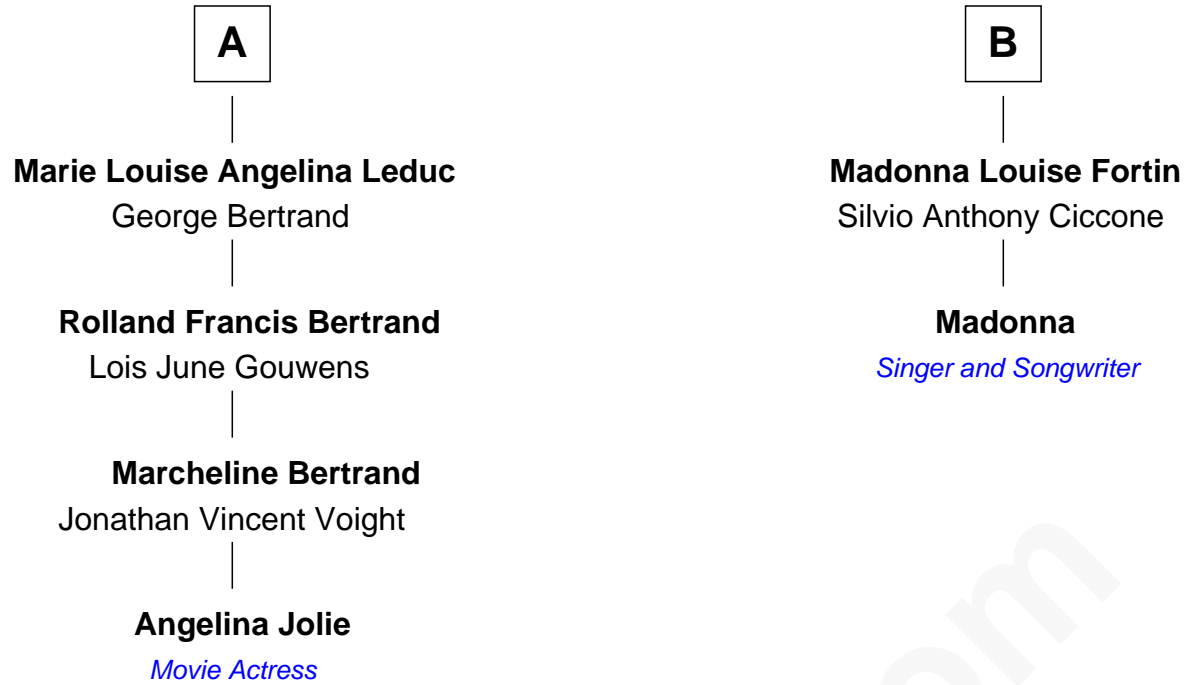 A
Marie Louise Angelina Leduc
George Bertrand
Rolland Francis Bertrand
Lois June Gouwens
Marcheline Bertrand
Jonathan Vincent Voight
Angelina Jolie
Movie Actress
B
Madonna Louise Fortin
Silvio Anthony Ciccone
Madonna
Singer and Songwriter
om